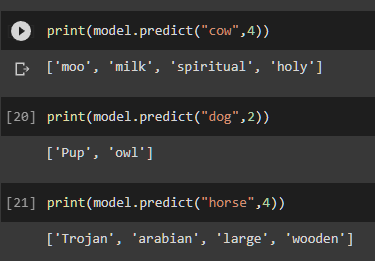 print(model.predict("cow",4))
['moo', 'milk', 'spiritual', 'holy']
[20] print(model.predict("dog",2))
['Pup', 'owl']
[21] print(model.predict("horse",4))
['Trojan', 'arabian', 'large', 'wooden']